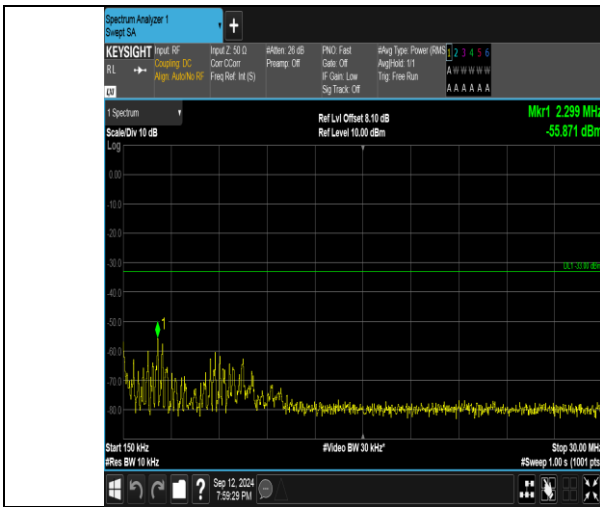 Spectrum Analyzer 1
Swept SA
+
KEYSIGHT Input: RF Input Z: 50 Ω #Atten: 26 dB PNO: Fast #Avg Type: Power (RMS 1 2 3 4 5 6
RL Coupling: DC Corr CCorr Preamp: Off Gate: Off Avg|Hold: 1/1 A W W W W W
Align: Auto/No RF Freq Ref: Int (S) IF Gain: Low Trig: Free Run
LXI Sig Track: Off A A A A A A
1 Spectrum Ref Lvl Offset 8.10 dB Mkr1 2.299 MHz
Scale/Div 10 dB Ref Level 10.00 dBm -55.871 dBm
Log
0.00
-10.0
-20.0
-30.0 DL1 -33.00 dBm
-40.0
-50.0
1
-60.0
-70.0
-80.0
Start 150 kHz #Video BW 30 kHz* Stop 30.00 MHz
#Res BW 10 kHz #Sweep 1.00 s (1001 pts
? Sep 12, 2024
7:59:29 PM